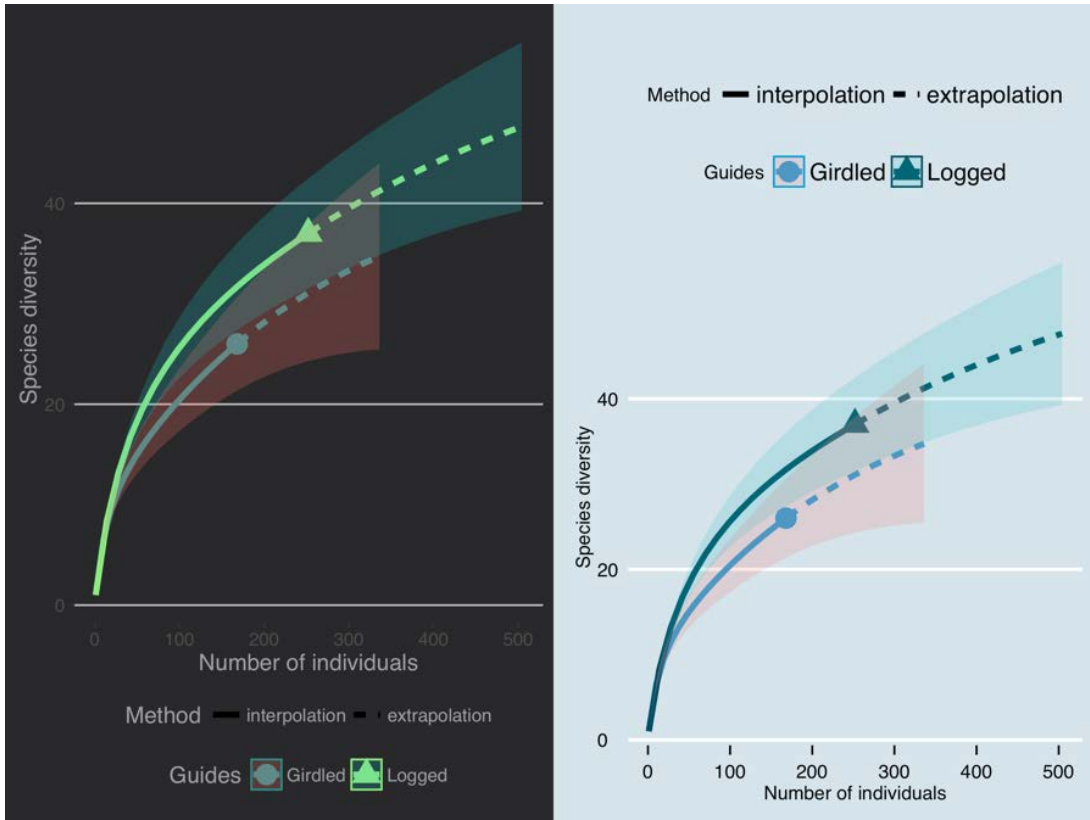 Species diversity
40
20
0
0 100 200 300 400 500
Number of individuals
Method interpolation extrapolation
Guides Girdled Logged
Method interpolation extrapolation
Guides Girdled Logged
Species diversity
40
20
0
0 100 200 300 400 500
Number of individuals